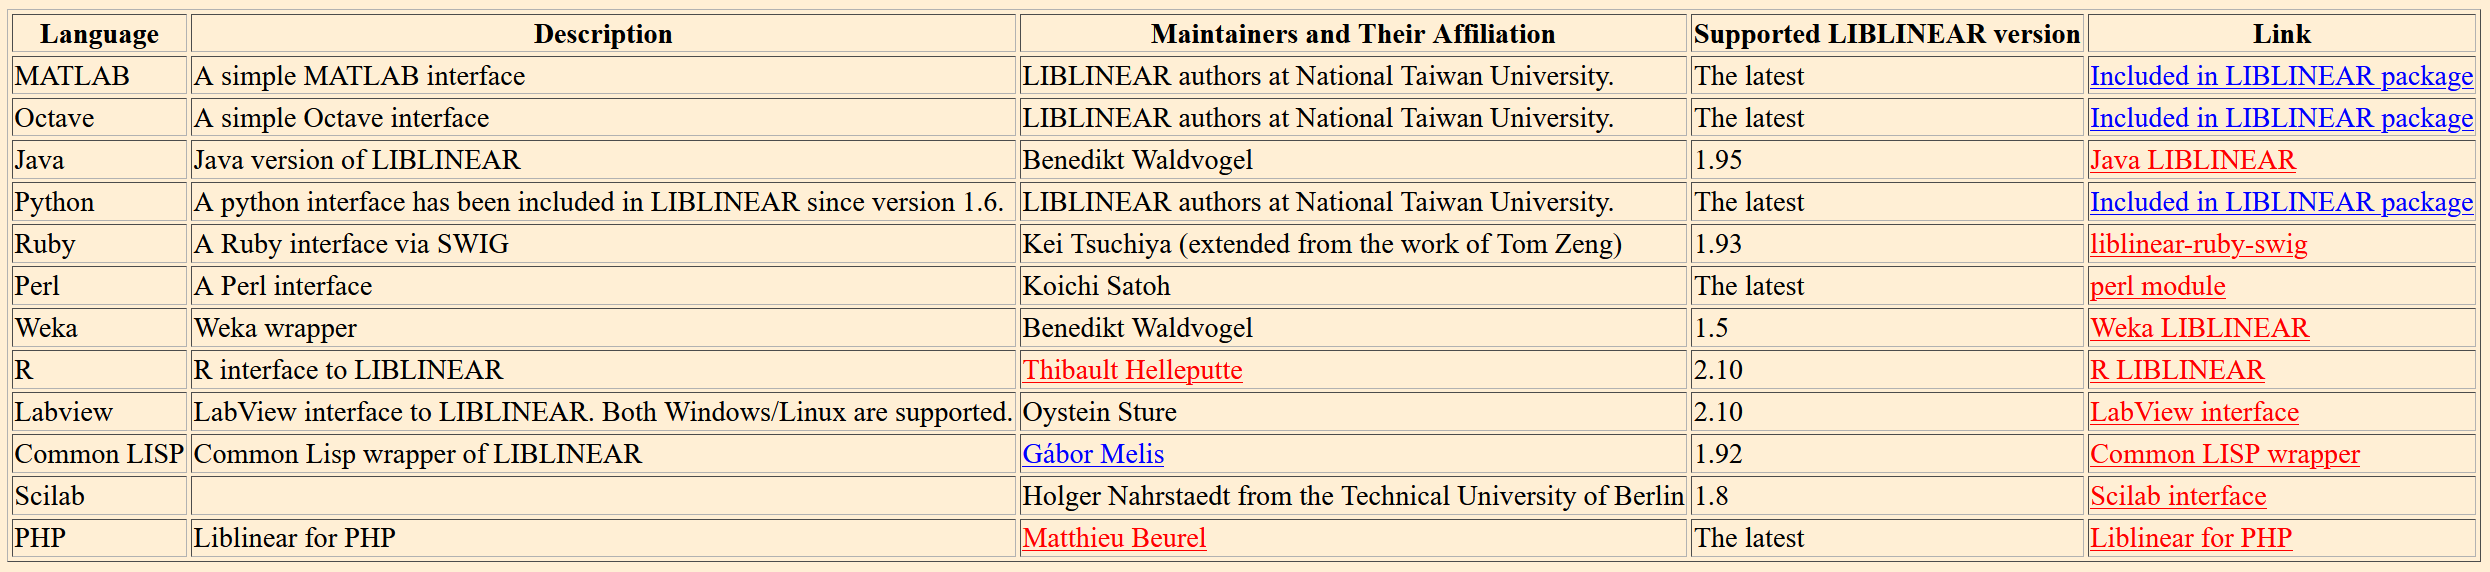 Language Description Maintainers and Their Affiliation Supported LIBLINEAR version Link
MATLAB A simple MATLAB interface LIBLINEAR authors at National Taiwan University. The latest Included in LIBLINEAR package
Octave A simple Octave interface LIBLINEAR authors at National Taiwan University. The latest Included in LIBLINEAR package
Java Java version of LIBLINEAR Benedikt Waldvogel 1.95 Java LIBLINEAR
Python A python interface has been included in LIBLINEAR since version 1.6. LIBLINEAR authors at National Taiwan University. The latest Included in LIBLINEAR package
Ruby A Ruby interface via SWIG Kei Tsuchiya (extended from the work of Tom Zeng) 1.93 liblinear-ruby-swig
Perl A Perl interface Koichi Satoh The latest perl module
Weka Weka wrapper Benedikt Waldvogel 1.5 Weka LIBLINEAR
R R interface to LIBLINEAR Thibault Helleputte 2.10 R LIBLINEAR
Labview LabView interface to LIBLINEAR. Both Windows/Linux are supported. Oystein Sture 2.10 LabView interface
Common LISP Common Lisp wrapper of LIBLINEAR Gábor Melis 1.92 Common LISP wrapper
Scilab Holger Nahrstaedt from the Technical University of Berlin 1.8 Scilab interface
PHP Liblinear for PHP Matthieu Beurel The latest Liblinear for PHP